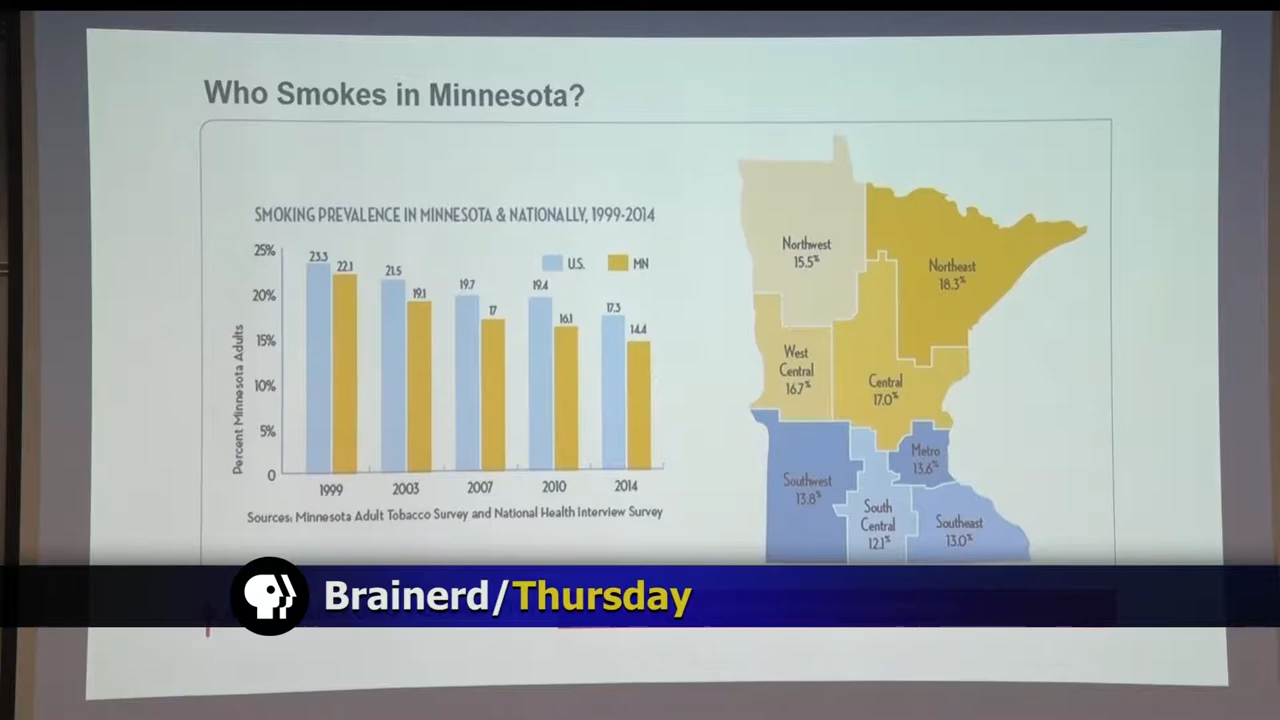 Who Smokes in Minnesota?
SMOKING PREVALENCE IN MINNESOTA & NATIONALLY, 1999-2014
25%
20%
15%
10%
5%
0
Percent Minnesota Adults
U.S.
MN
23.3
22.1
21.5
19.1
19.7
17
19.4
16.1
17.3
14.4
1999
2003
2007
2010
2014
Sources: Minnesota Adult Tobacco Survey and National Health Interview Survey
Northwest
15.5%
Northeast
18.3%
West
Central
16.7%
Central
17.0%
Metro
13.6%
Southwest
13.8%
South
Central
12.1%
Southeast
13.0%
Brainerd/Thursday